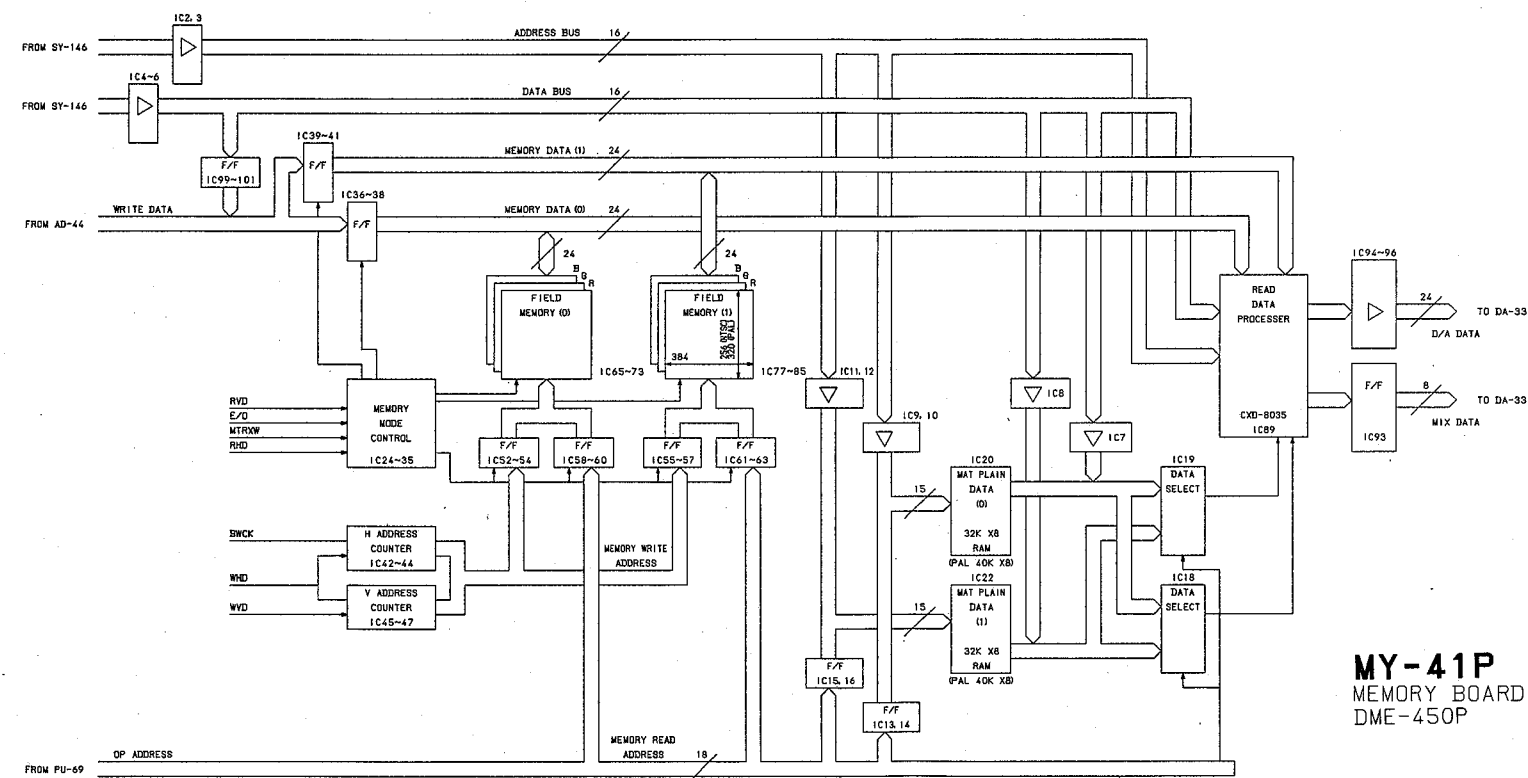 IC2, 3
FROM SY-146
ADDRESS BUS
16
IC4~6
FROM SY-146
DATA BUS
16
IC39~41
F/F
MEMORY DATA (1)
24
F/F
IC99~101
IC36~38
F/F
MEMORY DATA (0)
24
WRITE DATA
FROM AD-44
24
24
B
G
R
FIELD
MEMORY (0)
IC65~73
B
G
R
FIELD
MEMORY (1)
256 (NTSC)
320 (PAL)
384
IC77~85
READ
DATA
PROCESSER
CXD-8035
IC89
IC94~96
24
TO DA-33
D/A DATA
F/F
IC93
8
TO DA-33
MIX DATA
RVD
E/O
MTRXW
RHD
MEMORY
MODE
CONTROL
IC24~35
F/F
IC52~54
F/F
IC58~60
F/F
IC55~57
F/F
IC61~63
IC11, 12
IC9, 10
IC8
IC7
BWCK
WHD
WVD
H ADDRESS
COUNTER
IC42~44
V ADDRESS
COUNTER
IC45~47
MEMORY WRITE
ADDRESS
15
IC20
MAT PLAIN
DATA
(0)
32K X8
RAM
(PAL 40K X8)
15
IC22
MAT PLAIN
DATA
(1)
32K X8
RAM
(PAL 40K X8)
IC19
DATA
SELECT
IC18
DATA
SELECT
F/F
IC15, 16
F/F
IC13, 14
MY-41P
MEMORY BOARD
DME-450P
OP ADDRESS
FROM PU-69
MEMORY READ
ADDRESS
18